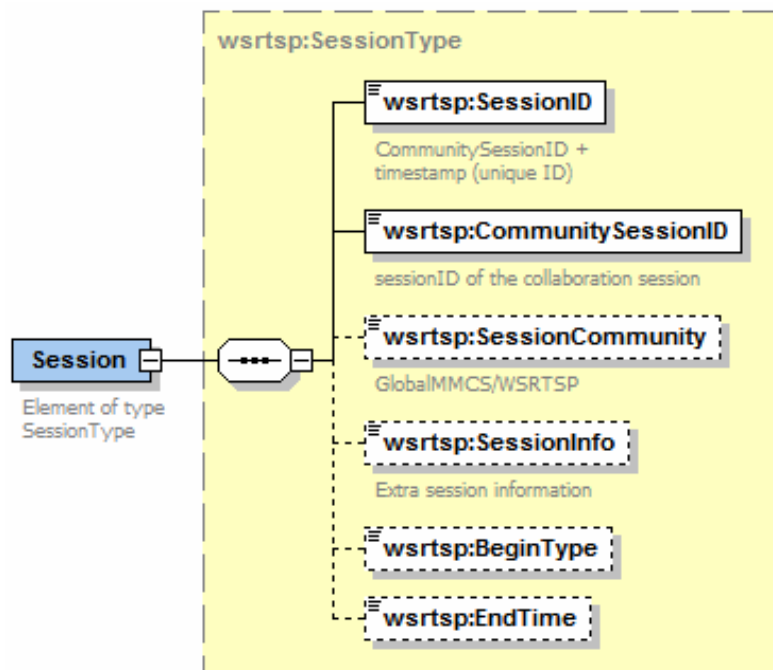 wsrtsp:SessionType
wsrtsp:SessionID
CommunitySessionID +
timestamp (unique ID)
wsrtsp:CommunitySessionID
sessionID of the collaboration session
wsrtsp:SessionCommunity
GlobalMMCS/WSRTSP
Session
Element of type
SessionType
wsrtsp:SessionInfo
Extra session information
wsrtsp:BeginType
wsrtsp:EndTime